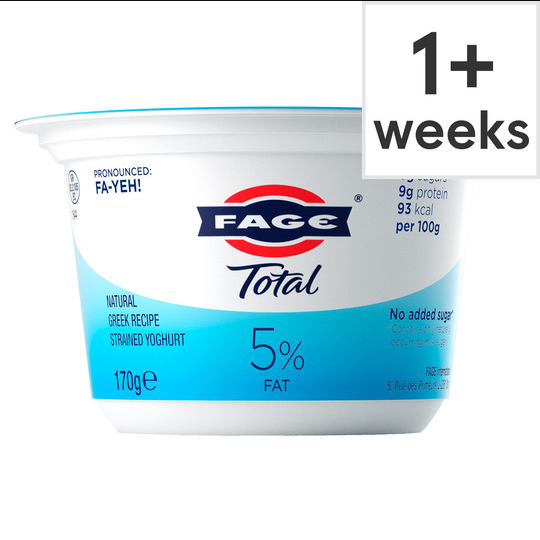 1+
weeks
PRONOUNCED:
FA-YEH!
sugars
9g protein
93 kcal
per 100g
FAGE
®
Total
NATURAL
GREEK RECIPE
STRAINED YOGHURT
5%
FAT
170g℮
No added sugar*
FAGE